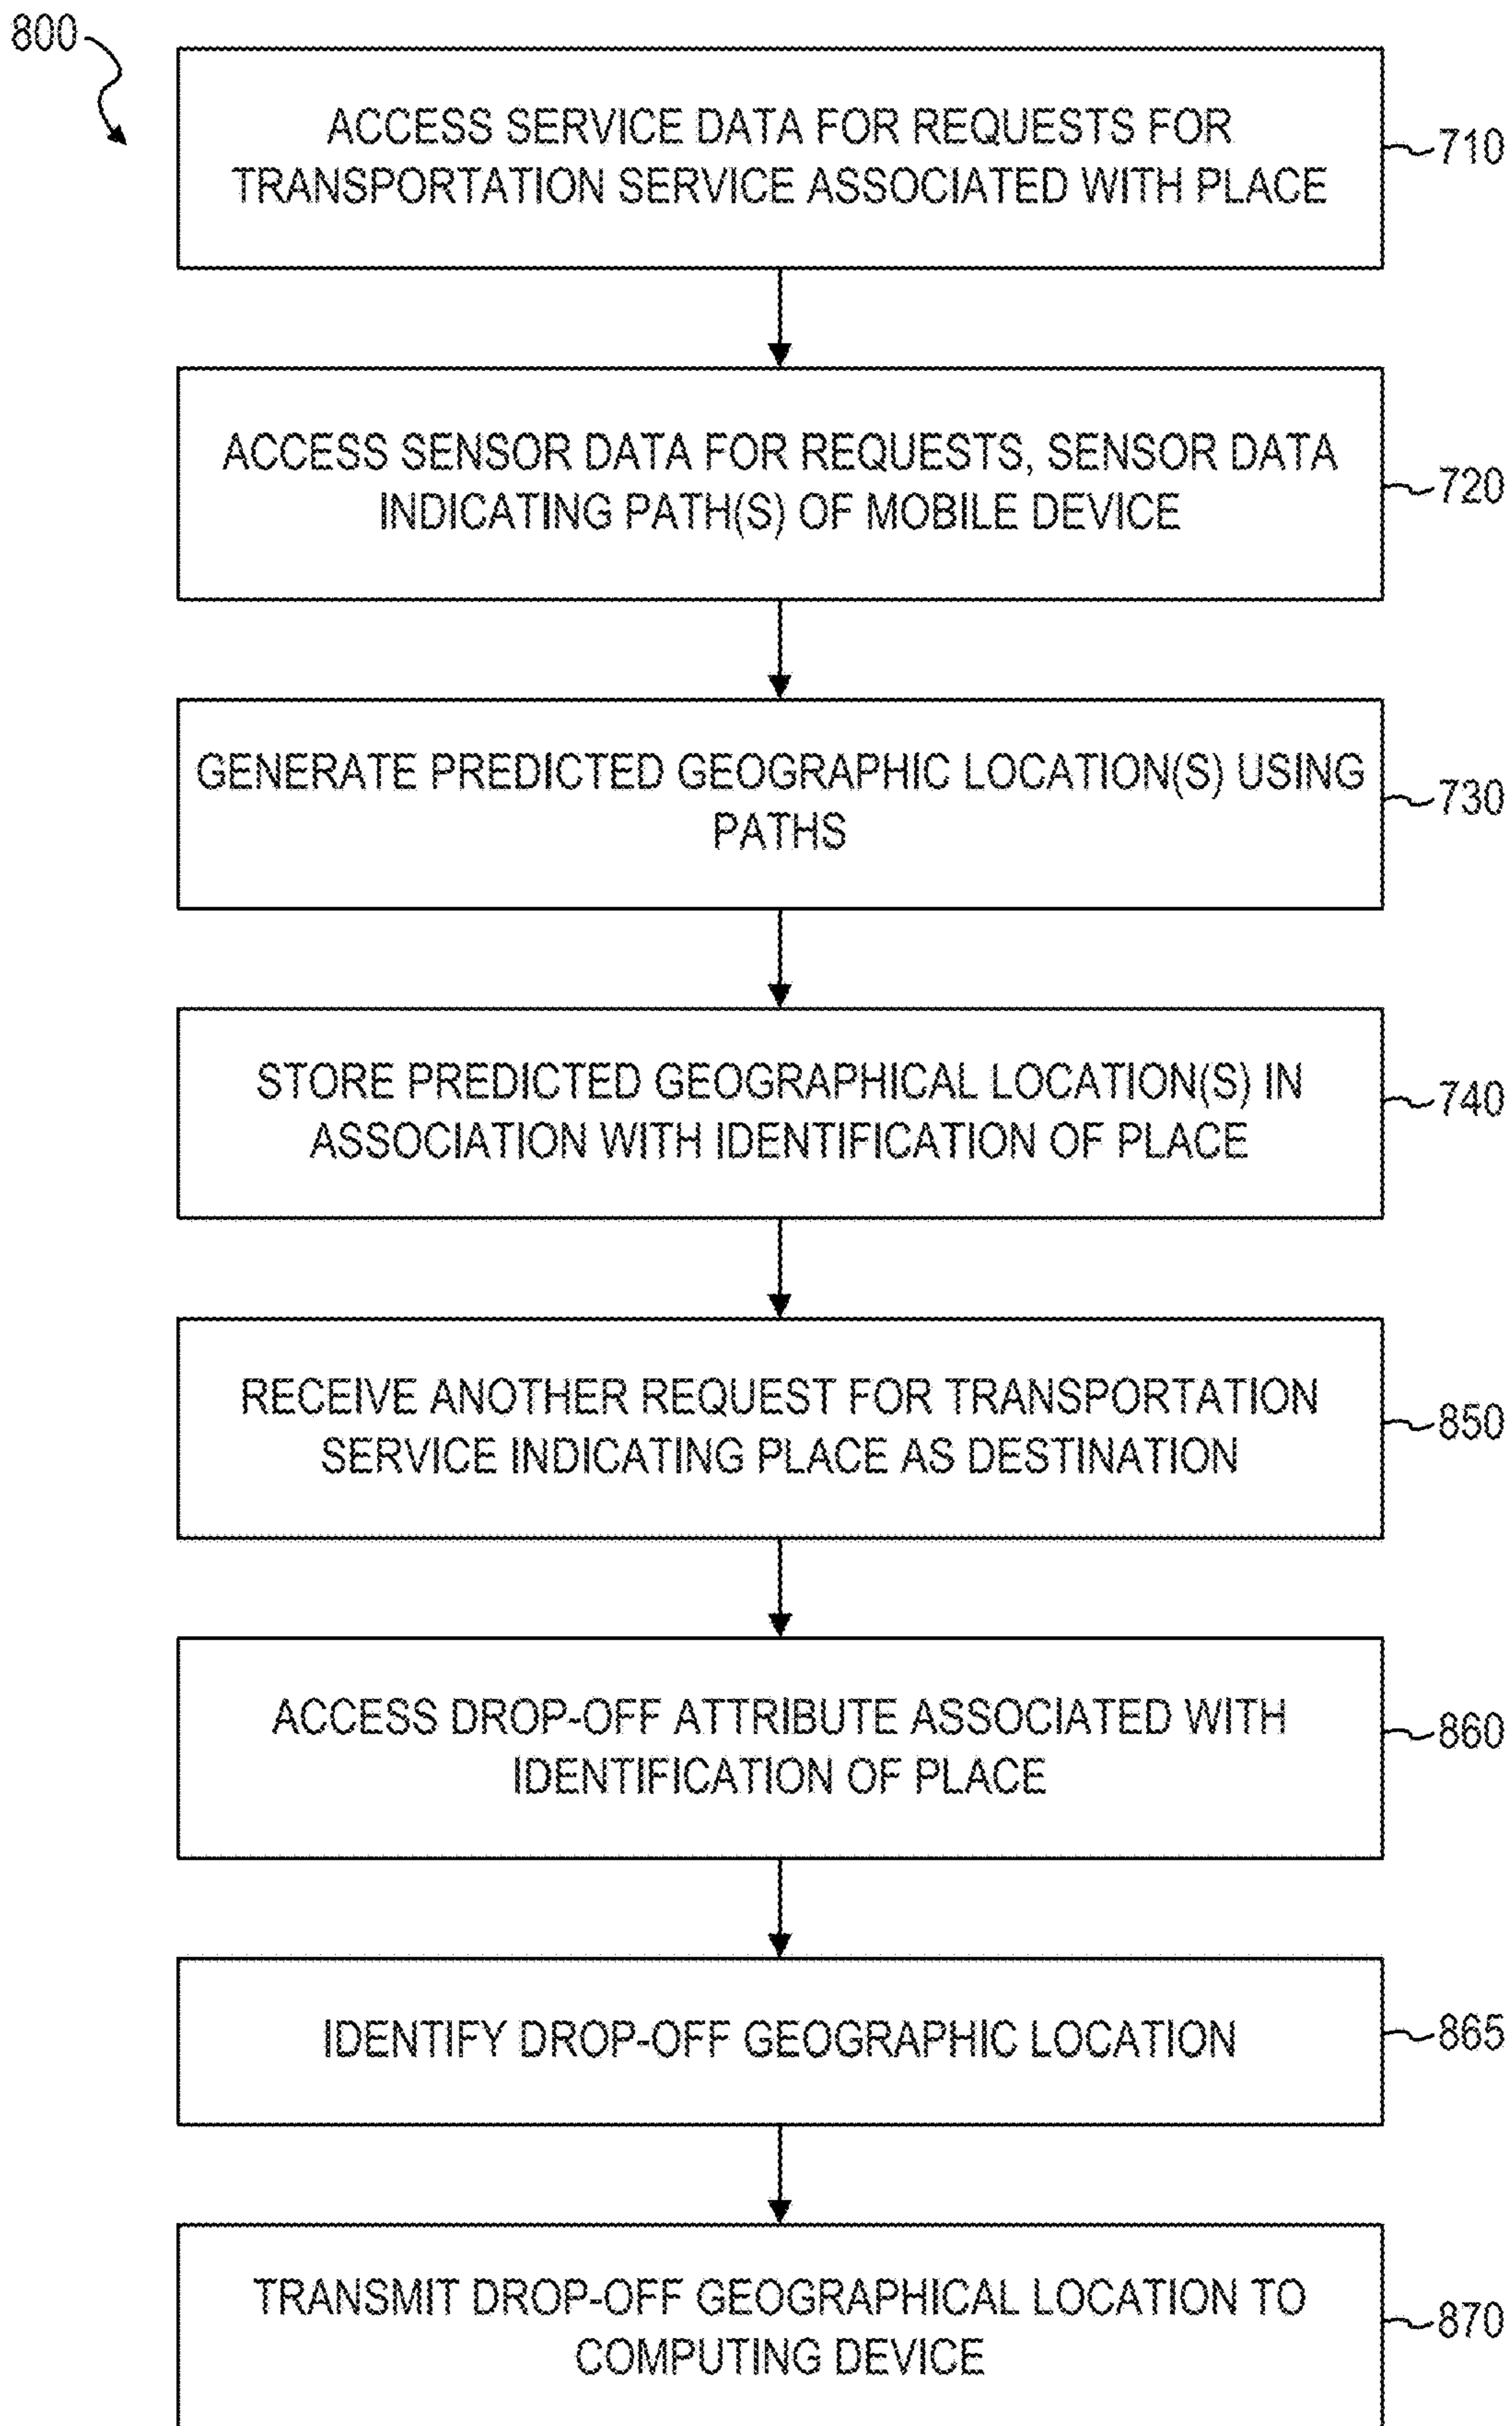 800
ACCESS SERVICE DATA FOR REQUESTS FOR
TRANSPORTATION SERVICE ASSOCIATED WITH PLACE
710
ACCESS SENSOR DATA FOR REQUESTS, SENSOR DATA
INDICATING PATH(S) OF MOBILE DEVICE
720
GENERATE PREDICTED GEOGRAPHIC LOCATION(S) USING
PATHS
730
STORE PREDICTED GEOGRAPHICAL LOCATION(S) IN
ASSOCIATION WITH IDENTIFICATION OF PLACE
740
RECEIVE ANOTHER REQUEST FOR TRANSPORTATION
SERVICE INDICATING PLACE AS DESTINATION
850
ACCESS DROP-OFF ATTRIBUTE ASSOCIATED WITH
IDENTIFICATION OF PLACE
860
IDENTIFY DROP-OFF GEOGRAPHIC LOCATION
865
TRANSMIT DROP-OFF GEOGRAPHICAL LOCATION TO
COMPUTING DEVICE
870